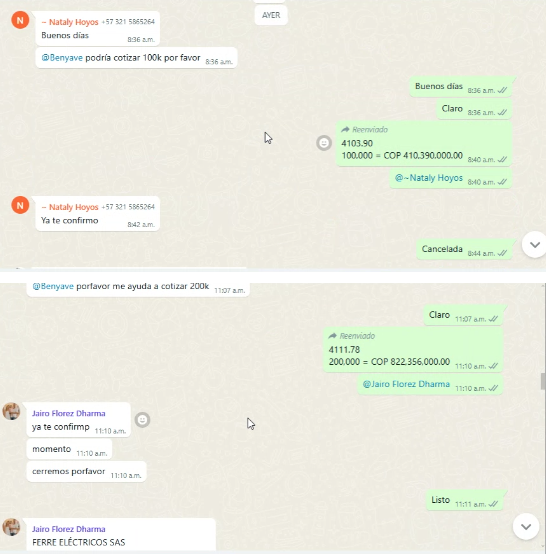 AYER
N
~ Nataly Hoyos +57 321 5865264
Buenos días
8:36 a.m.
@Benyave podría cotizar 100k por favor 8:36 a.m.
Buenos días 8:36 a.m.
Claro 8:36 a.m.
Reenviado
4103.90
100.000 = COP 410,390,000.00 8:40 a.m.
@~Nataly Hoyos 8:40 a.m.
N
~ Nataly Hoyos +57 321 5865264
Ya te confirmo
8:42 a.m.
Cancelada 8:44 a.m.
@Benyave porfavor me ayuda a cotizar 200k 11:07 a.m.
Claro 11:07 a.m.
Reenviado
4111.78
200.000 = COP 822,356,000.00 11:10 a.m.
@Jairo Florez Dharma 11:10 a.m.
Jairo Florez Dharma
ya te confirmp 11:10 a.m.
momento 11:10 a.m.
cerremos porfavor 11:10 a.m.
Listo 11:11 a.m.
Jairo Florez Dharma
FERRE ELÉCTRICOS SAS